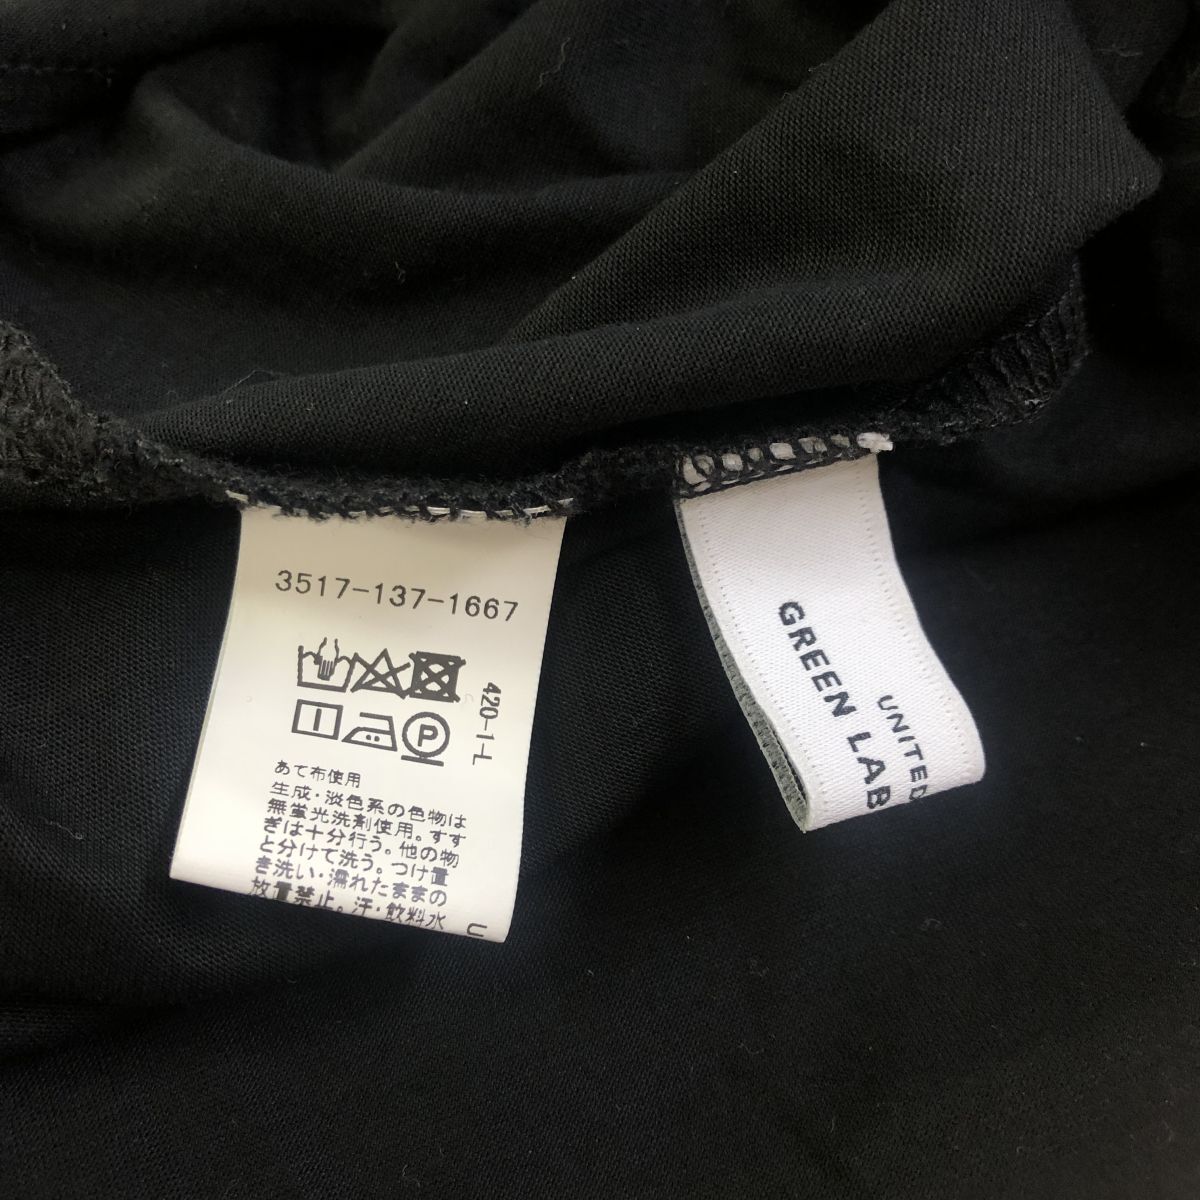 3517-137-1667
420-1-L
P
あて布使用
生成・淡色系の色物は
無蛍光洗剤使用。すす
ぎは十分行う。他の物
と分けて洗う。つけ置
き洗い・濡れたままの
放置禁止。汗・飲料水
U
GREEN LAB
UNITED